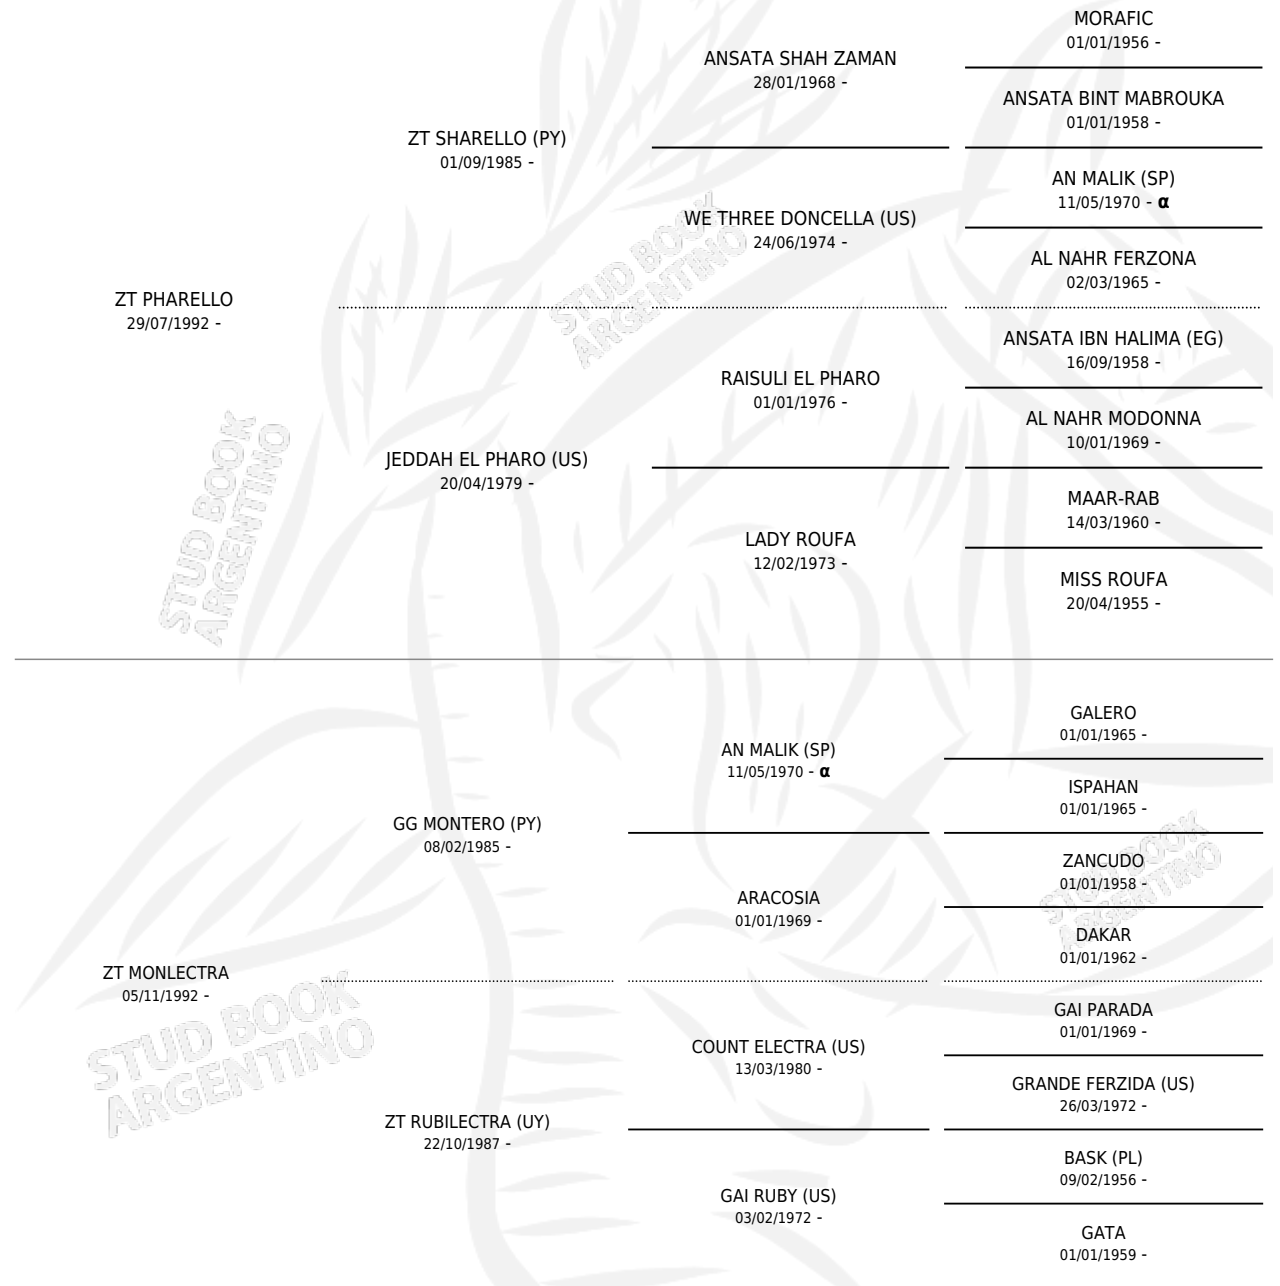 MORAFIC
01/01/1956 -
ANSATA SHAH ZAMAN
28/01/1968 -
ANSATA BINT MABROUKA
01/01/1958 -
ZT SHARELLO (PY)
01/09/1985 -
AN MALIK (SP)
11/05/1970 - α
WE THREE DONCELLA (US)
24/06/1974 -
AL NAHR FERZONA
02/03/1965 -
ZT PHARELLO
29/07/1992 -
ANSATA IBN HALIMA (EG)
16/09/1958 -
RAISULI EL PHARO
01/01/1976 -
AL NAHR MODONNA
10/01/1969 -
JEDDAH EL PHARO (US)
20/04/1979 -
MAAR-RAB
14/03/1960 -
LADY ROUFA
12/02/1973 -
MISS ROUFA
20/04/1955 -
STUD BOOK
ARGENTINO
STUD BOOK
ARGENTINO
GALERO
01/01/1965 -
AN MALIK (SP)
11/05/1970 - α
ISPAHAN
01/01/1965 -
GG MONTERO (PY)
08/02/1985 -
ZANCUDO
01/01/1958 -
ARACOSIA
01/01/1969 -
DAKAR
01/01/1962 -
STUD BOOK
ARGENTINO
ZT MONLECTRA
05/11/1992 -
GAI PARADA
01/01/1969 -
COUNT ELECTRA (US)
13/03/1980 -
GRANDE FERZIDA (US)
26/03/1972 -
ZT RUBILECTRA (UY)
22/10/1987 -
BASK (PL)
09/02/1956 -
GAI RUBY (US)
03/02/1972 -
GATA
01/01/1959 -
STUD BOOK
ARGENTINO